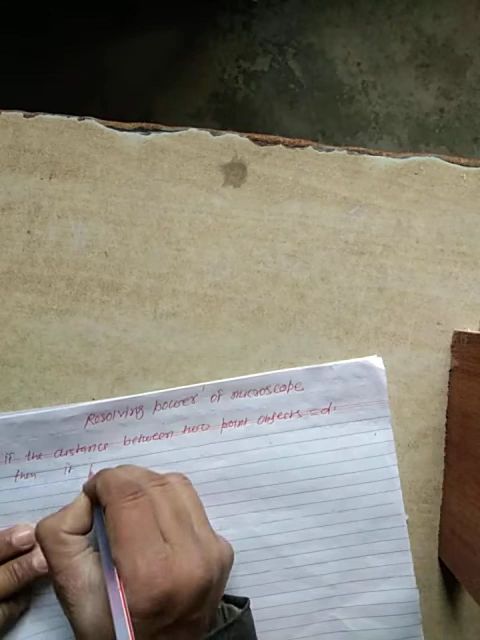 Resolving power of microscope
if the distance between two point objects = d.
then it